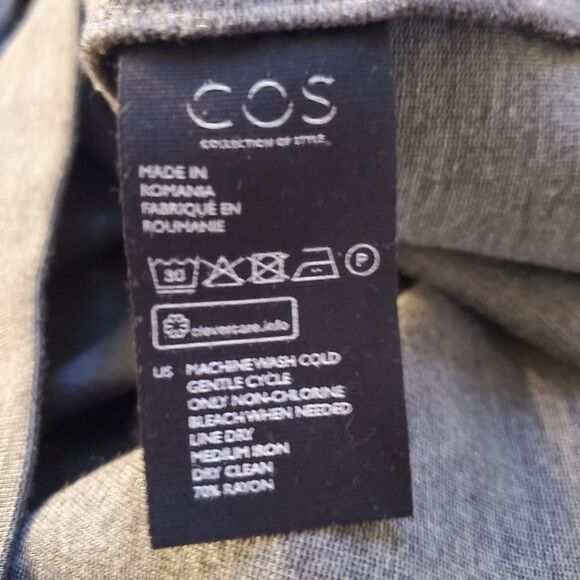 COS
COLLECTION OF STYLE
MADE IN
ROMANIA
FABRIQUÉ EN
ROUMANIE
30 P
clevercare.info
US MACHINE WASH COLD
GENTLE CYCLE
ONLY NON-CHLORINE
BLEACH WHEN NEEDED
LINE DRY
MEDIUM IRON
DRY CLEAN
70% RAYON